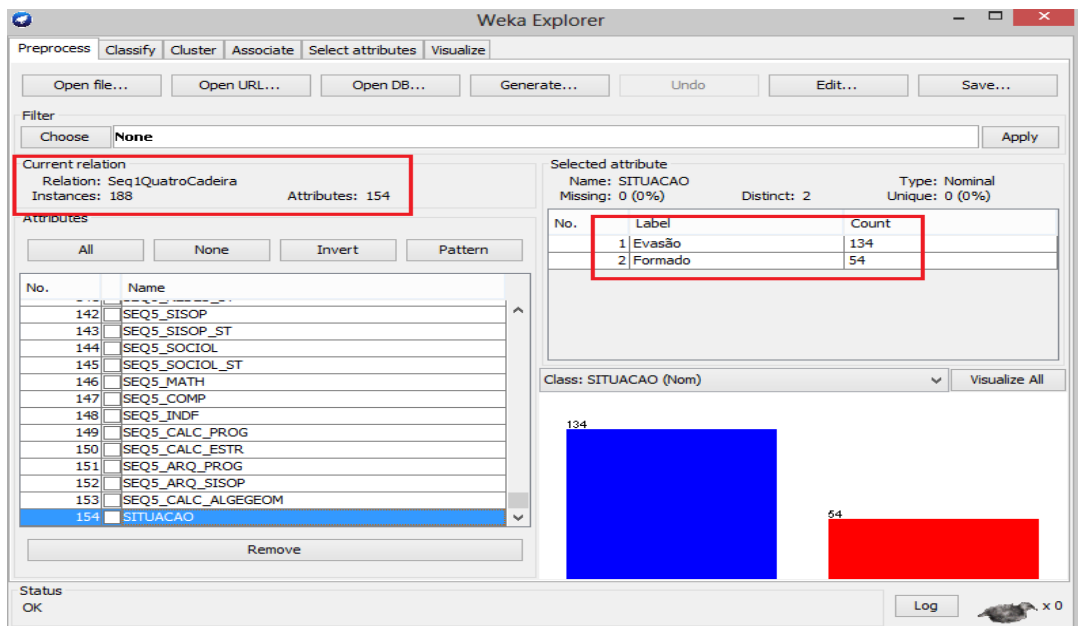 Weka Explorer
Preprocess Classify Cluster Associate Select attributes Visualize
Open file... Open URL... Open DB... Generate... Undo Edit... Save...
Filter
Choose None Apply
Current relation
Relation: Seq1QuatroCadeira
Instances: 188 Attributes: 154
Selected attribute
Name: SITUACAO Type: Nominal
Missing: 0 (0%) Distinct: 2 Unique: 0 (0%)
No. Label Count
1 Evasão 134
2 Formado 54
Attributes
All None Invert Pattern
No. Name
142 SEQ5_SISOP
143 SEQ5_SISOP_ST
144 SEQ5_SOCIOL
145 SEQ5_SOCIOL_ST
146 SEQ5_MATH
147 SEQ5_COMP
148 SEQ5_INDF
149 SEQ5_CALC_PROG
150 SEQ5_CALC_ESTR
151 SEQ5_ARQ_PROG
152 SEQ5_ARQ_SISOP
153 SEQ5_CALC_ALGEGEOM
154 SITUACAO
Remove
Class: SITUACAO (Nom) Visualize All
134
54
Status
OK
Log x 0